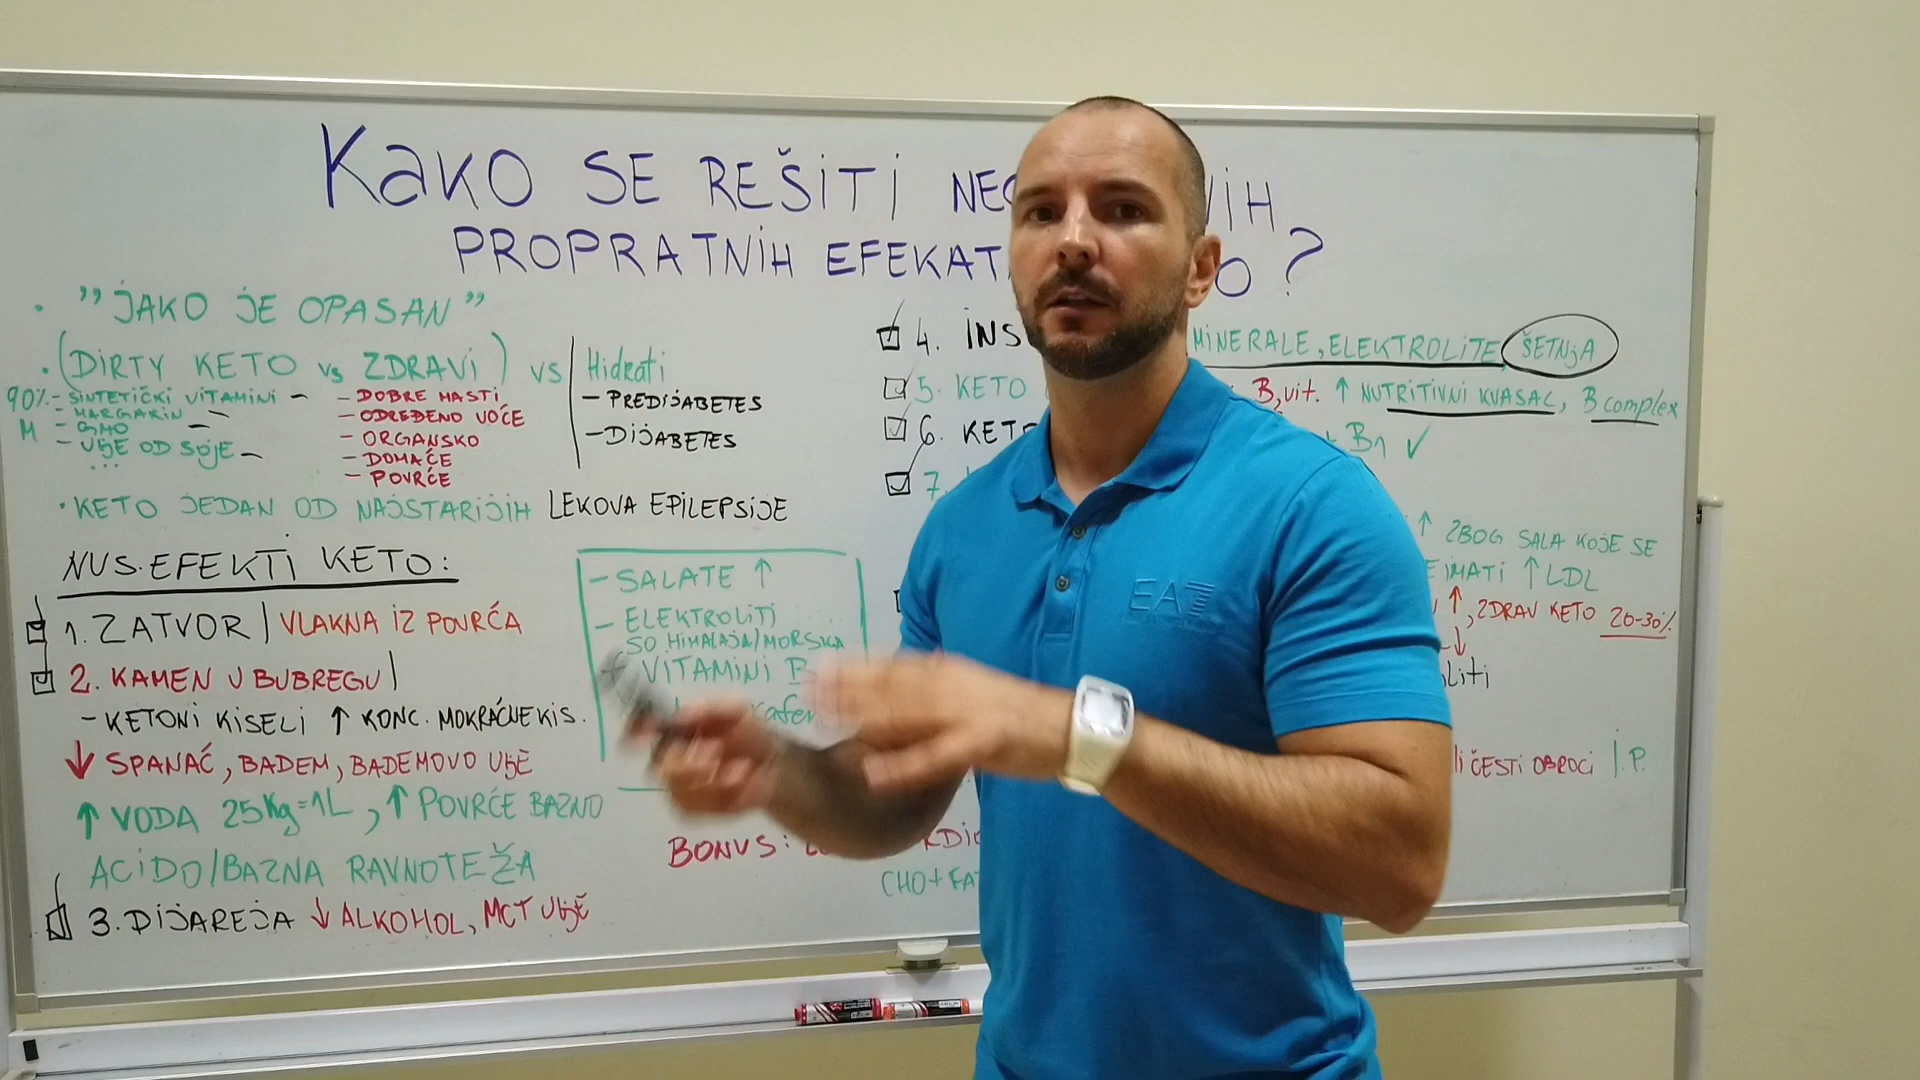 KAKO SE REŠITI
PROPRATNIH EFEKAT
?
• "JAKO JE OPASAN"
• (DIRTY KETO vs ZDRAVI) vs Hidrati
90%
M
- SINTETIČKI VITAMINI -
- MARGARIN -
- GMO -
- ULJE OD SOJE -
...
- DOBRE MASTI
- ODREĐENO VOĆE
- ORGANSKO
- DOMAĆE
- POVRĆE
- PREDIJABETES
- DIJABETES
• KETO JEDAN OD NAJSTARIJIH LEKOVA EPILEPSIJE
NUS.EFEKTI KETO:
1. ZATVOR | VLAKNA IZ POVRĆA
2. KAMEN U BUBREGU |
- KETONI KISELI ↑ KONC. MOKRAĆNE KIS.
↓ SPANAĆ, BADEM, BADEMOVO ULJE
↑ VODA 25Kg=1L, ↑ POVRĆE BAZNO
ACIDO/BAZNA RAVNOTEŽA
3. DIJAREJA ↓ ALKOHOL, MCT ULJE
- SALATE ↑
- ELEKTROLITI
SO HIMALAJA/MORSKA
VITAMINI B
4. INS MINERALE, ELEKTROLITE, ŠETNJA
5. KETO B,vit. ↑ NUTRITIVNI KVASAC, B complex
6. KETO B1 ✓
7.
↑ ZBOG SALA KOJE SE
↑ LDL
↑, ZDRAV KETO 20-30%
↓
ČESTI OBROCI | I.P.
BONUS:
CHO+FAT
EA7